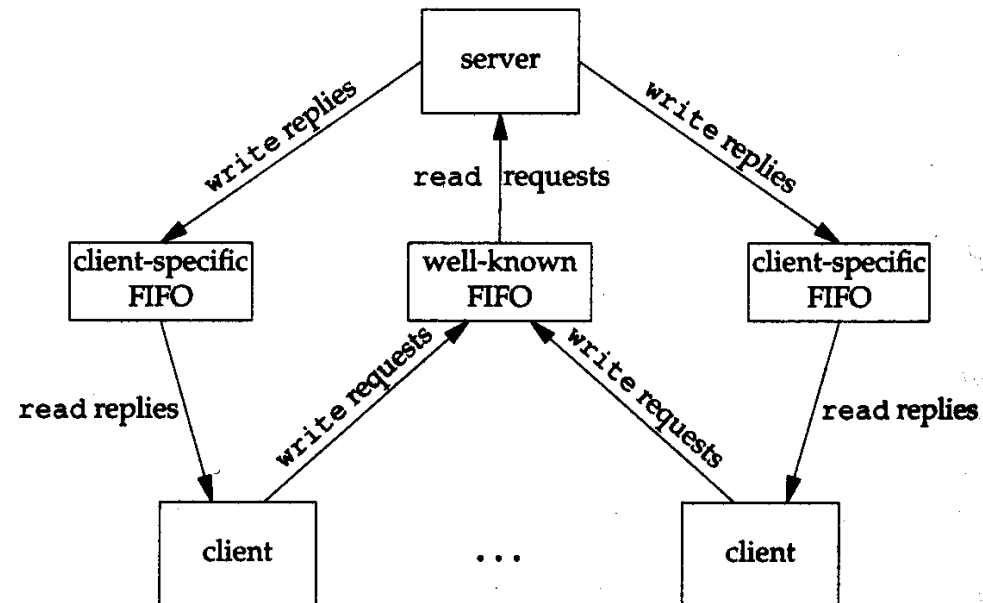 server
write replies
write replies
read requests
client-specific
FIFO
well-known
FIFO
client-specific
FIFO
read replies
write requests
write requests
read replies
client
...
client